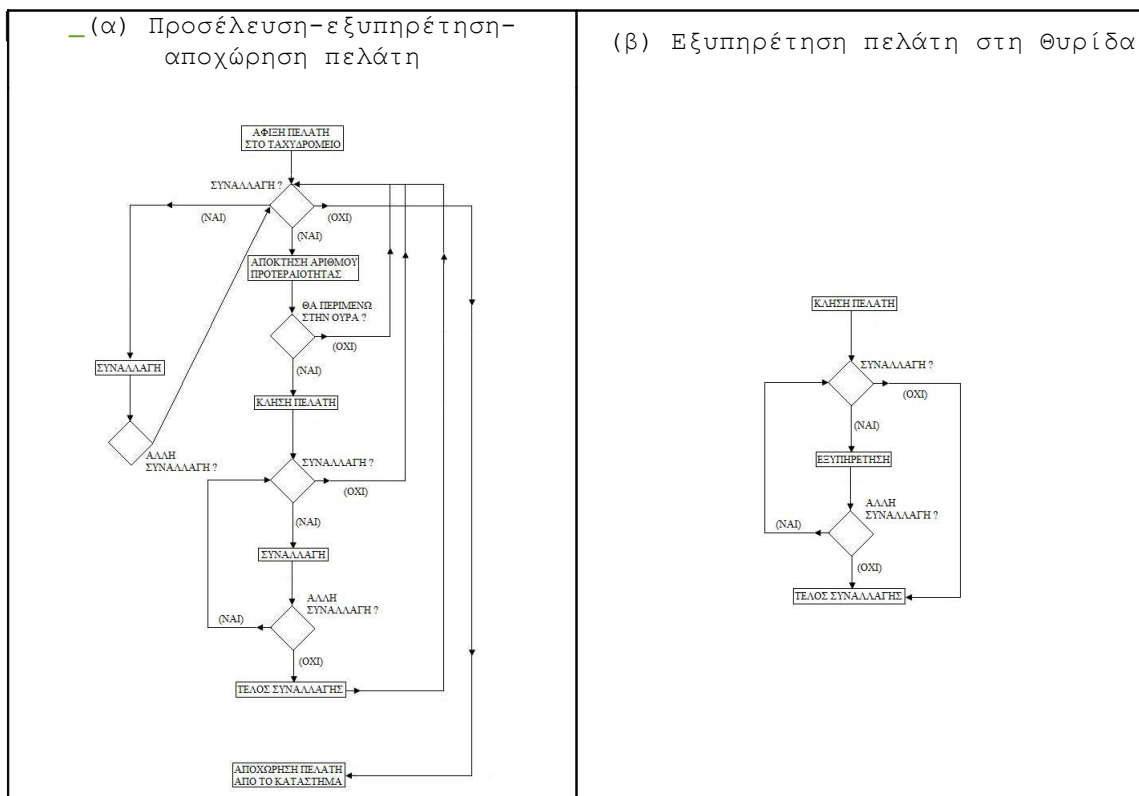 _(α) Προσέλευση-εξυπηρέτηση-
αποχώρηση πελάτη
ΑΦΙΞΗ ΠΕΛΑΤΗ
ΣΤΟ ΤΑΧΥΔΡΟΜΕΙΟ
ΣΥΝΑΛΛΑΓΗ ?
(ΝΑΙ)
(ΟΧΙ)
(ΝΑΙ)
ΑΠΟΚΤΗΣΗ ΑΡΙΘΜΟΥ
ΠΡΟΤΕΡΑΙΟΤΗΤΑΣ
ΘΑ ΠΕΡΙΜΕΝΩ
ΣΤΗΝ ΟΥΡΑ ?
(ΟΧΙ)
ΣΥΝΑΛΛΑΓΗ
(ΝΑΙ)
ΚΛΗΣΗ ΠΕΛΑΤΗ
ΑΛΛΗ
ΣΥΝΑΛΛΑΓΗ ?
ΣΥΝΑΛΛΑΓΗ ?
(ΟΧΙ)
(ΝΑΙ)
ΣΥΝΑΛΛΑΓΗ
ΑΛΛΗ
ΣΥΝΑΛΛΑΓΗ ?
(ΝΑΙ)
(ΟΧΙ)
ΤΕΛΟΣ ΣΥΝΑΛΛΑΓΗΣ
ΑΠΟΧΩΡΗΣΗ ΠΕΛΑΤΗ
ΑΠΟ ΤΟ ΚΑΤΑΣΤΗΜΑ
(β) Εξυπηρέτηση πελάτη στη Θυρίδα
ΚΛΗΣΗ ΠΕΛΑΤΗ
ΣΥΝΑΛΛΑΓΗ ?
(ΟΧΙ)
(ΝΑΙ)
ΕΞΥΠΗΡΕΤΗΣΗ
ΑΛΛΗ
ΣΥΝΑΛΛΑΓΗ ?
(ΝΑΙ)
(ΟΧΙ)
ΤΕΛΟΣ ΣΥΝΑΛΛΑΓΗΣ